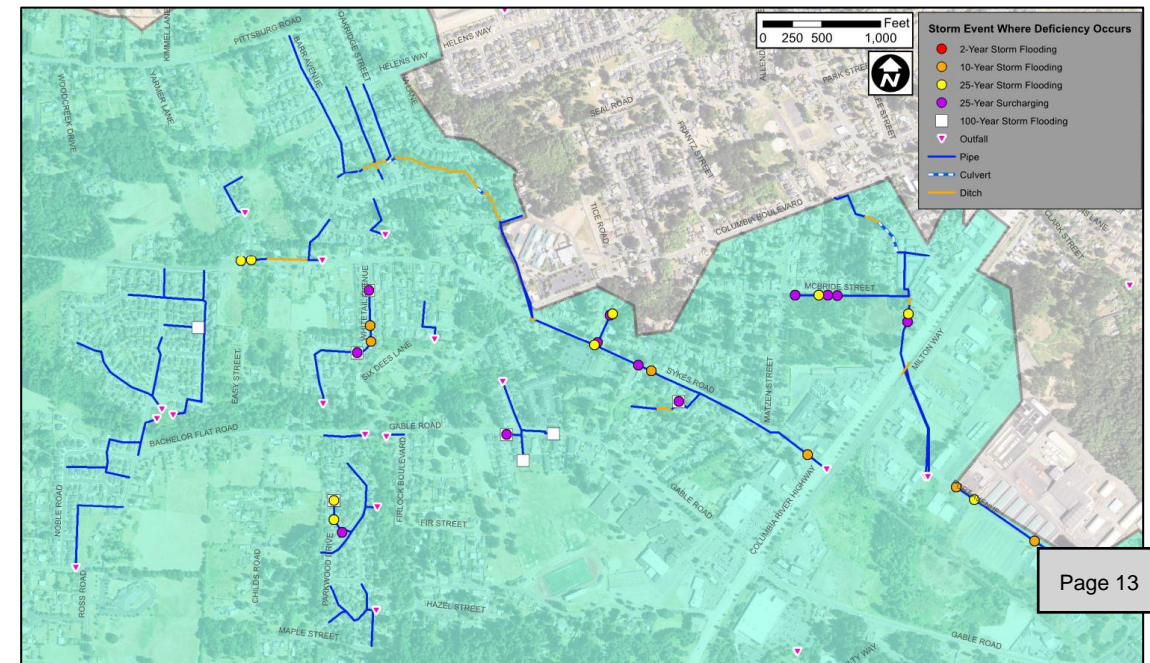 PITTSBURG ROAD
KIMMEL LANE
BARR AVENUE
OAKRIDGE STREET
HELENS WAY
HELENS WAY
WOODCREEK DRIVE
YARMER LANE
SEAL ROAD
FRANTZ STREET
PARK STREET
TICE ROAD
COLUMBIA BOULEVARD
CLARK STREET
Feet
0 250 500 1,000
N
Storm Event Where Deficiency Occurs
2-Year Storm Flooding
10-Year Storm Flooding
25-Year Storm Flooding
25-Year Surcharging
100-Year Storm Flooding
Outfall
Pipe
Culvert
Ditch
WHITETAIL AVENUE
MCBRIDE STREET
MILTON WAY
SIX DEES LANE
EASY STREET
SYKES ROAD
MATZEN STREET
BACHELOR FLAT ROAD
GABLE ROAD
FIRLOCK BOULEVARD
GABLE ROAD
COLUMBIA RIVER HIGHWAY
NOBLE ROAD
FIR STREET
PARKWOOD DRIVE
CHILDS ROAD
ROSS ROAD
HAZEL STREET
MAPLE STREET
GABLE ROAD
Page 13